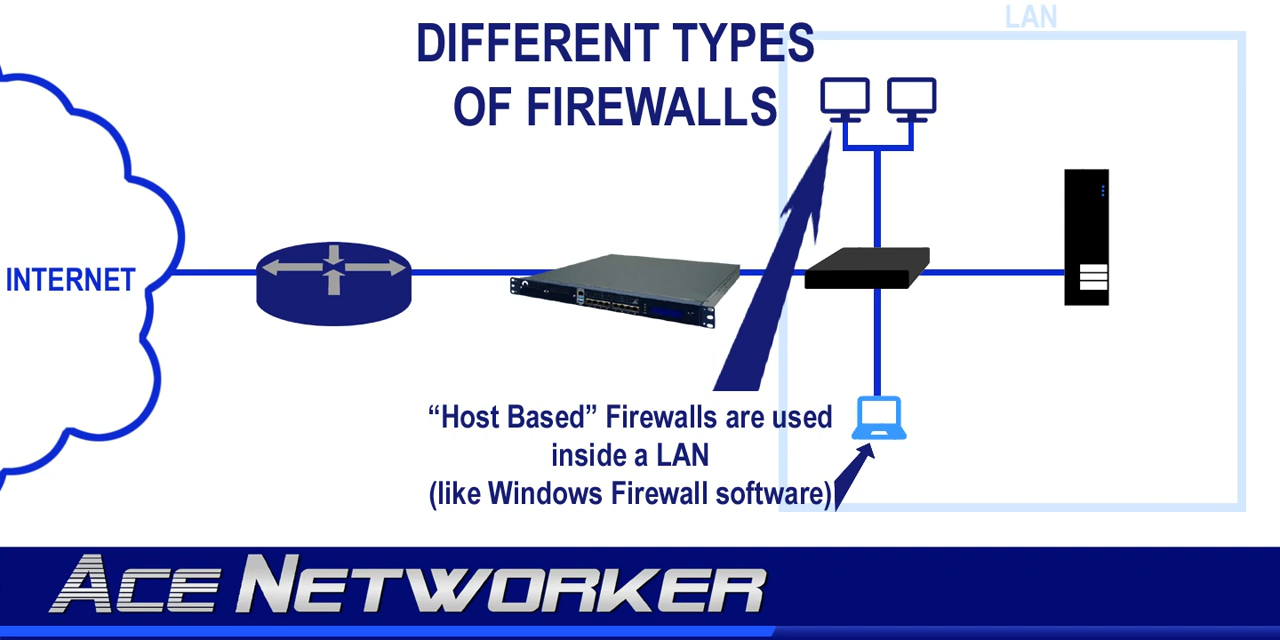 LAN
DIFFERENT TYPES
OF FIREWALLS
INTERNET
“Host Based” Firewalls are used
inside a LAN
(like Windows Firewall software)
ACE NETWORKER